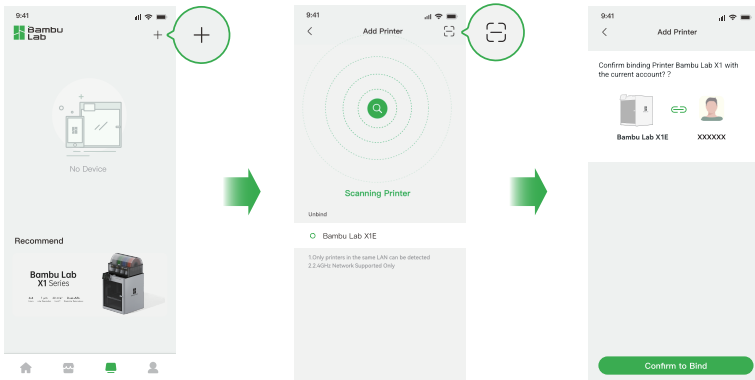 9:41
Bambu
Lab
No Device
Recommend
Bambu Lab
X1 Series
9:41
Add Printer
Scanning Printer
Unbind
Bambu Lab X1E
1.Only printers in the same LAN can be detected
2.2.4GHz Network Supported Only
9:41
Add Printer
Confirm binding Printer Bambu Lab X1 with
the current account? ?
Bambu Lab X1E
XXXXXX
Confirm to Bind